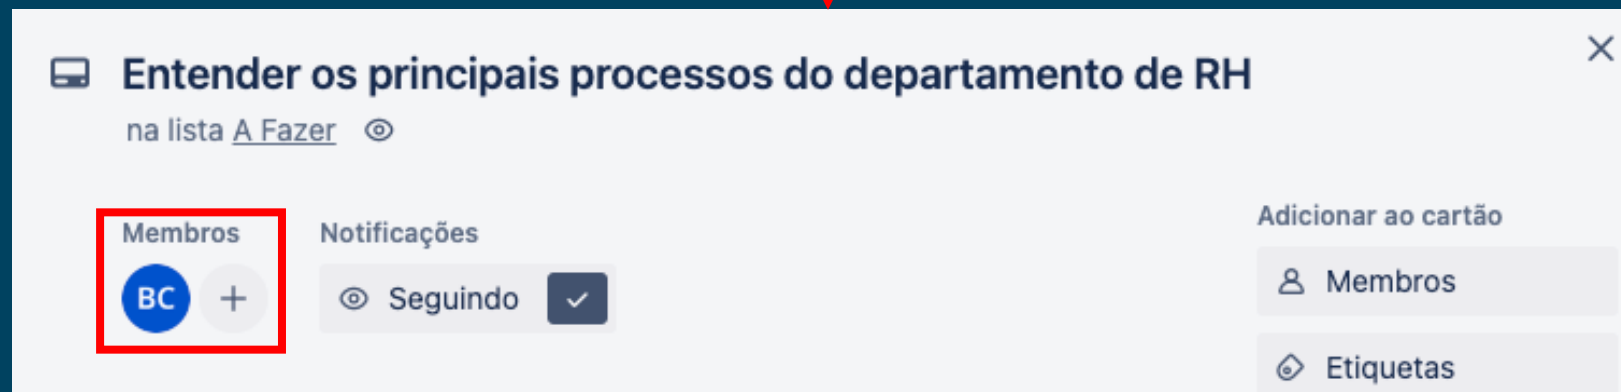 Entender os principais processos do departamento de RH
na lista A Fazer
Membros
Notificações
BC
Seguindo
Adicionar ao cartão
Membros
Etiquetas